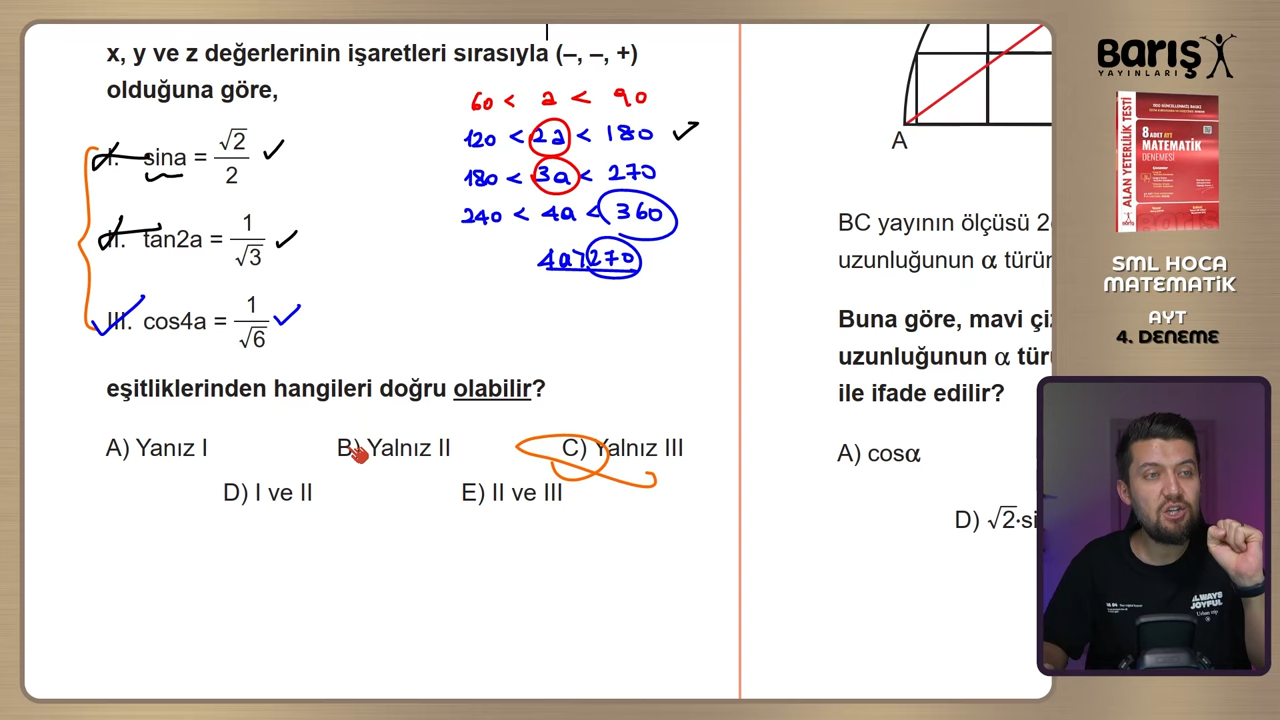 x, y ve z değerlerinin işaretleri sırasıyla (–, –, +)
olduğuna göre,
60 < a < 90
120 < 2a < 180
180 < 3a < 270
240 < 4a < 360
4a > 270
I. sina = √2/2
II. tan2a = 1/√3
III. cos4a = 1/√6
eşitliklerinden hangileri doğru olabilir?
A) Yanız I
B) Yalnız II
C) Yalnız III
D) I ve II
E) II ve III
A
BC yayının ölçüsü 2
uzunluğunun α türün
Buna göre, mavi çiz
uzunluğunun α türü
ile ifade edilir?
A) cosα
D) √2·si
BARIŞ
YAYINLARI
ALAN YETERLİLİK TESTİ
8 ADET AYT
MATEMATİK
DENEMESİ
SML HOCA
MATEMATİK
AYT
4. DENEME
ALWAYS
JOYFUL